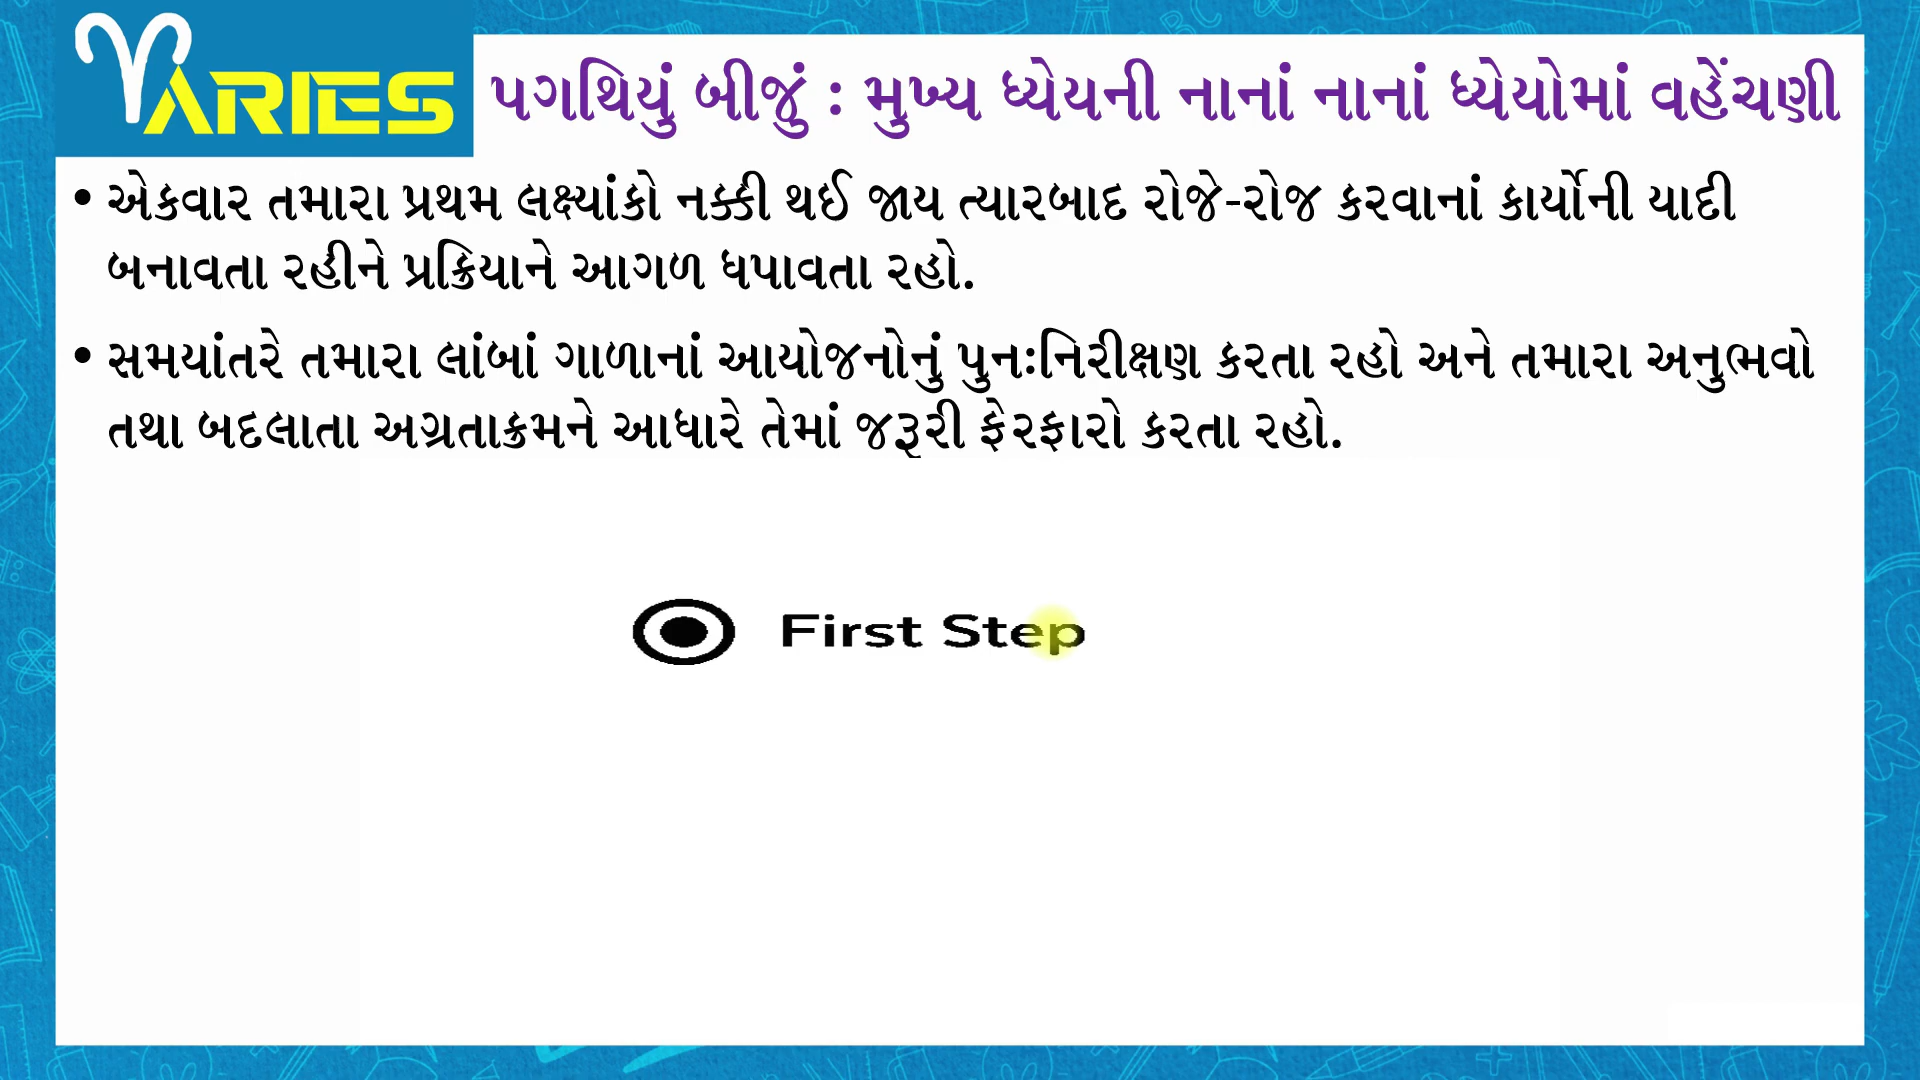 ARIES
પગથિયું બીજું : મુખ્ય ધ્યેયની નાનાં નાનાં ધ્યેયોમાં વહેંચણી
• એકવાર તમારા પ્રથમ લક્ષ્યાંકો નક્કી થઈ જાય ત્યારબાદ રોજે-રોજ કરવાનાં કાર્યોની યાદી
બનાવતા રહીને પ્રક્રિયાને આગળ ધપાવતા રહો.
• સમયાંતરે તમારા લાંબાં ગાળાનાં આયોજનોનું પુનઃનિરીક્ષણ કરતા રહો અને તમારા અનુભવો
તથા બદલાતા અગ્રતાક્રમને આધારે તેમાં જરૂરી ફેરફારો કરતા રહો.
First Step